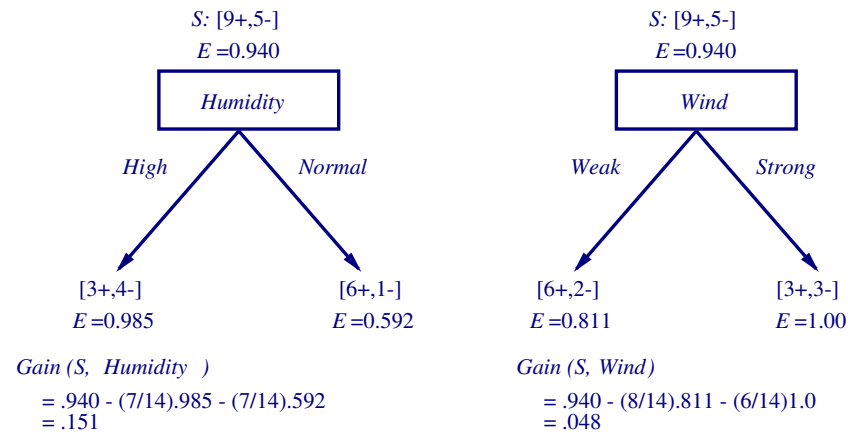 S: [9+,5-]
E =0.940
Humidity
High
Normal
[3+,4-]
[6+,1-]
E =0.985
E =0.592
Gain (S, Humidity )
= .940 - (7/14).985 - (7/14).592
= .151
S: [9+,5-]
E =0.940
Wind
Weak
Strong
[6+,2-]
[3+,3-]
E =0.811
E =1.00
Gain (S, Wind)
= .940 - (8/14).811 - (6/14)1.0
= .048